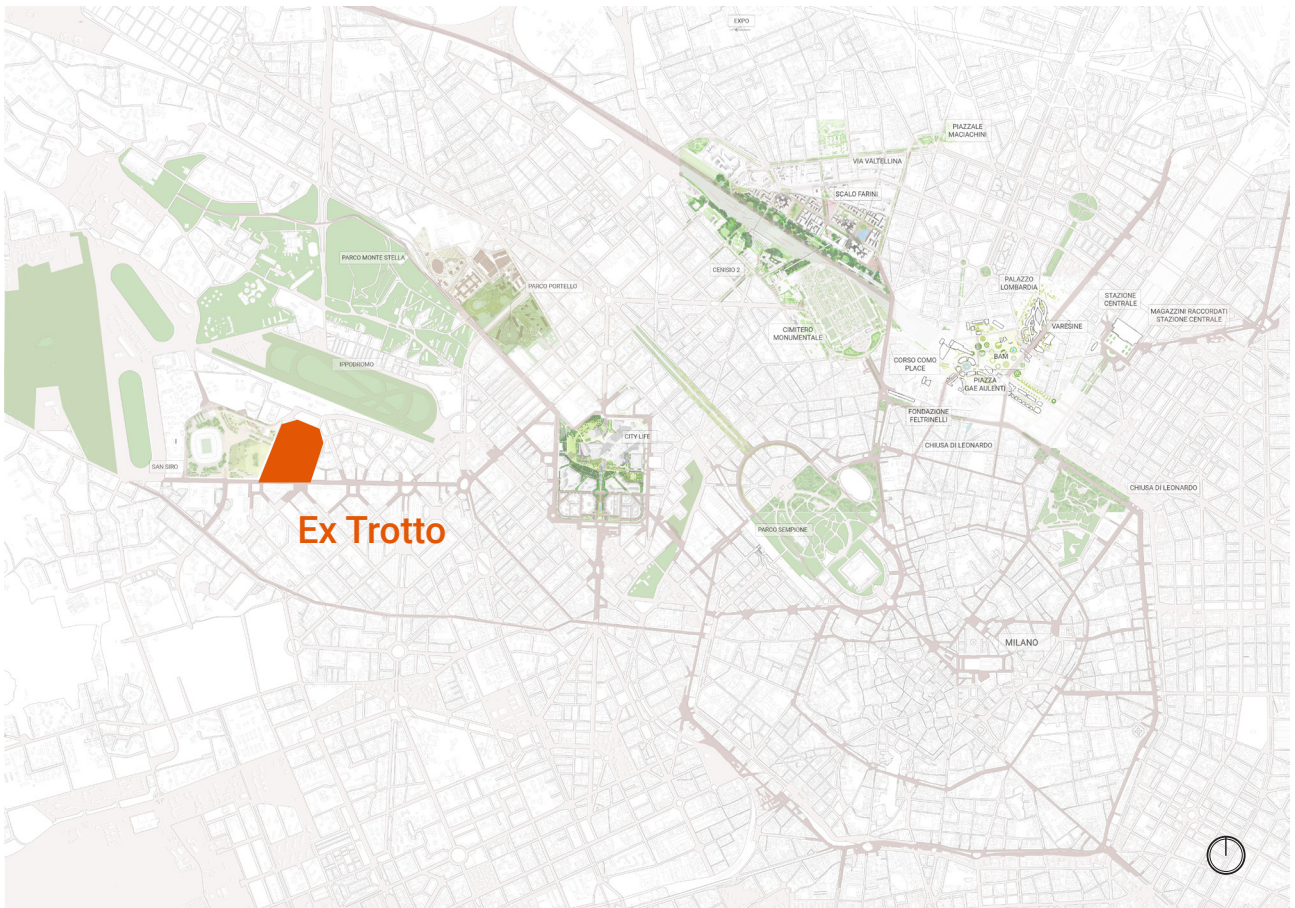 EXPO
PIAZZALE
MACIACHINI
VIA VALTELLINA
SCALO FARINI
PARCO MONTE STELLA
CENISIO 2
PARCO PORTELLO
PALAZZO
LOMBARDIA
STAZIONE
CENTRALE
MAGAZZINI RACCORDATI
STAZIONE CENTRALE
VARESINE
CIMITERO
MONUMENTALE
BAM
CORSO COMO
PLACE
IPPODROMO
PIAZZA
GAE AULENTI
FONDAZIONE
FELTRINELLI
CITY LIFE
CHIUSA DI LEONARDO
SAN SIRO
CHIUSA DI LEONARDO
Ex Trotto
PARCO SEMPIONE
MILANO